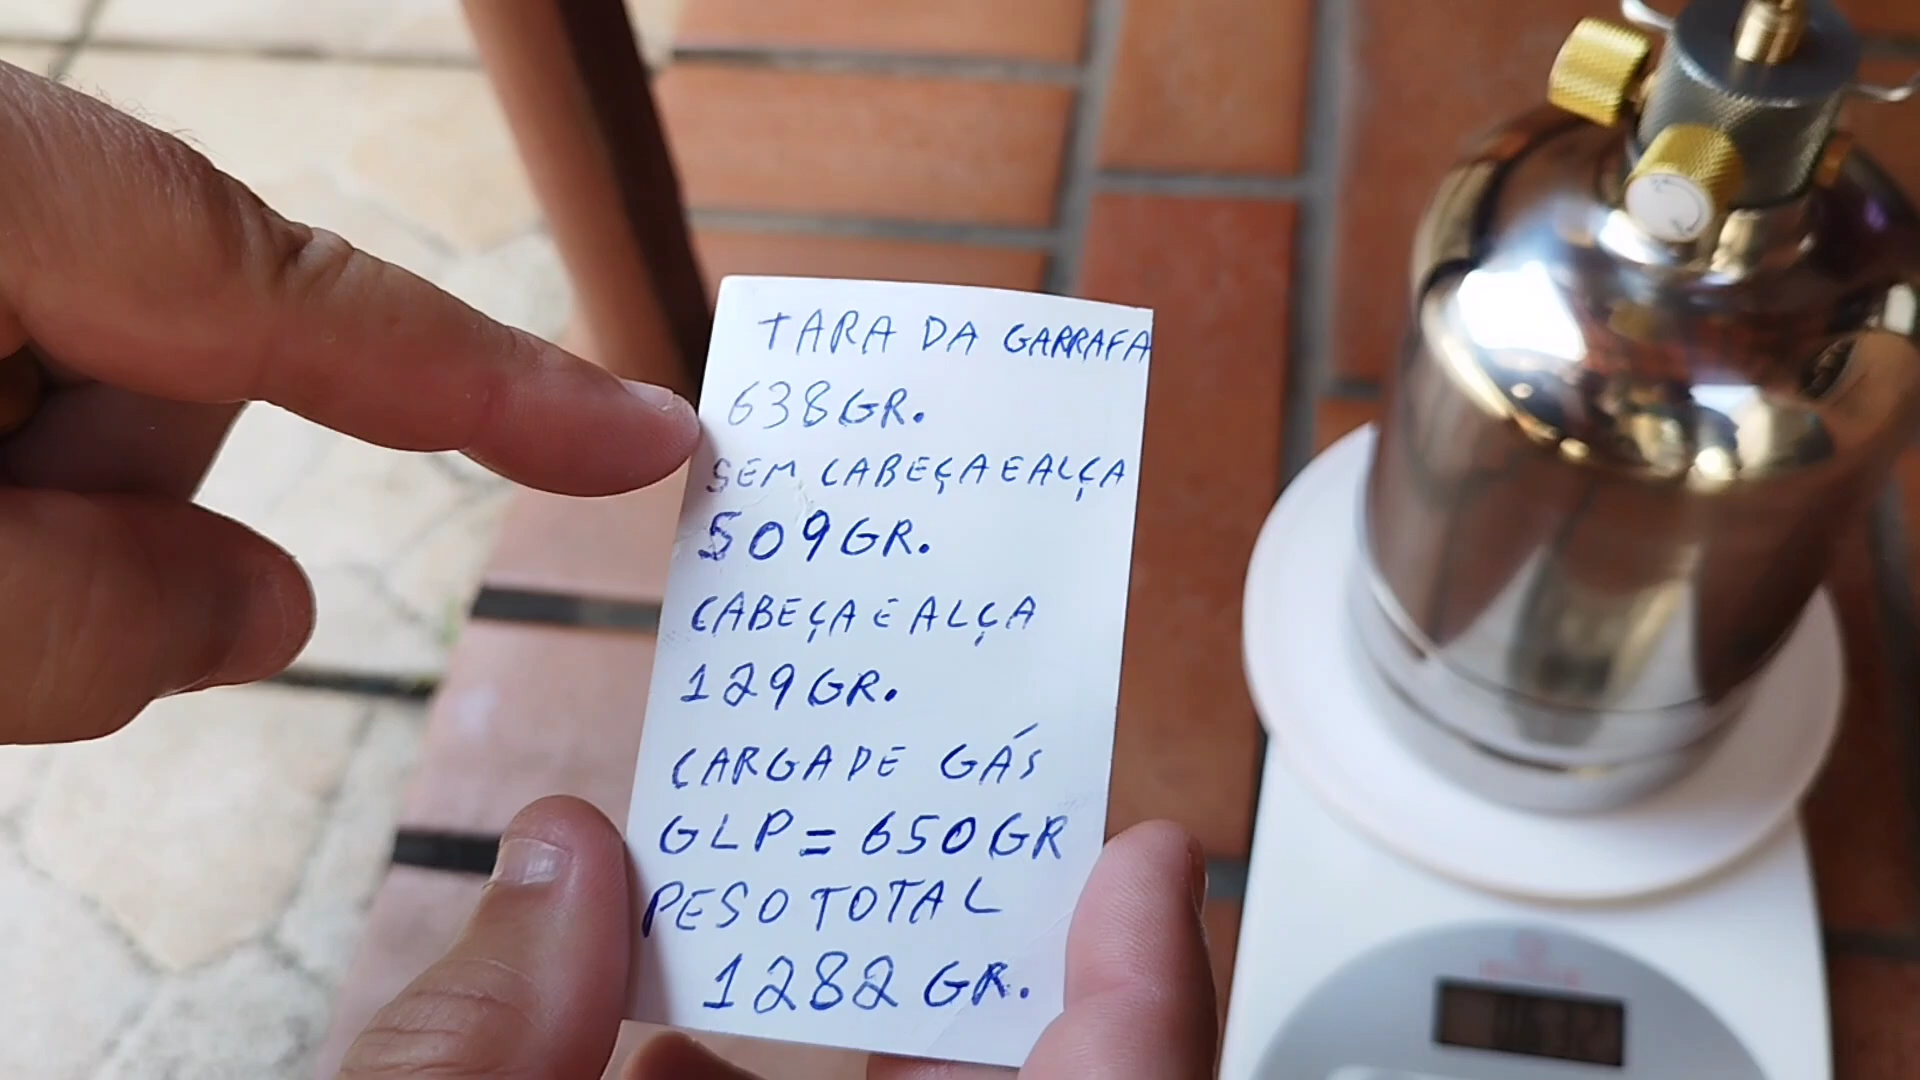 TARA DA GARRAFA
638GR.
SEM CABEÇA E ALÇA
509GR.
CABEÇA E ALÇA
129GR.
CARGA DE GÁS
GLP = 650GR
PESO TOTAL
1282 GR.